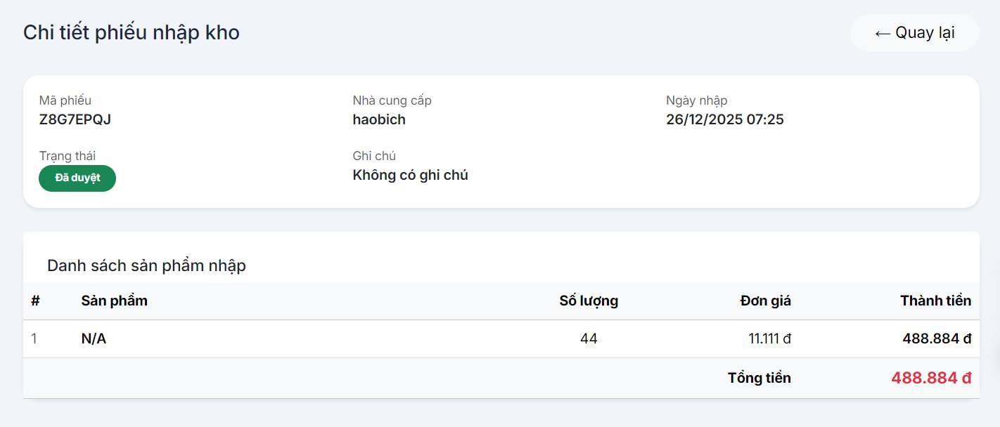 Chi tiết phiếu nhập kho
← Quay lại
Mã phiếu
Z8G7EPQJ
Nhà cung cấp
haobich
Ngày nhập
26/12/2025 07:25
Trạng thái
Đã duyệt
Ghi chú
Không có ghi chú
Danh sách sản phẩm nhập
# Sản phẩm Số lượng Đơn giá Thành tiền
1 N/A 44 11.111 đ 488.884 đ
Tổng tiền 488.884 đ